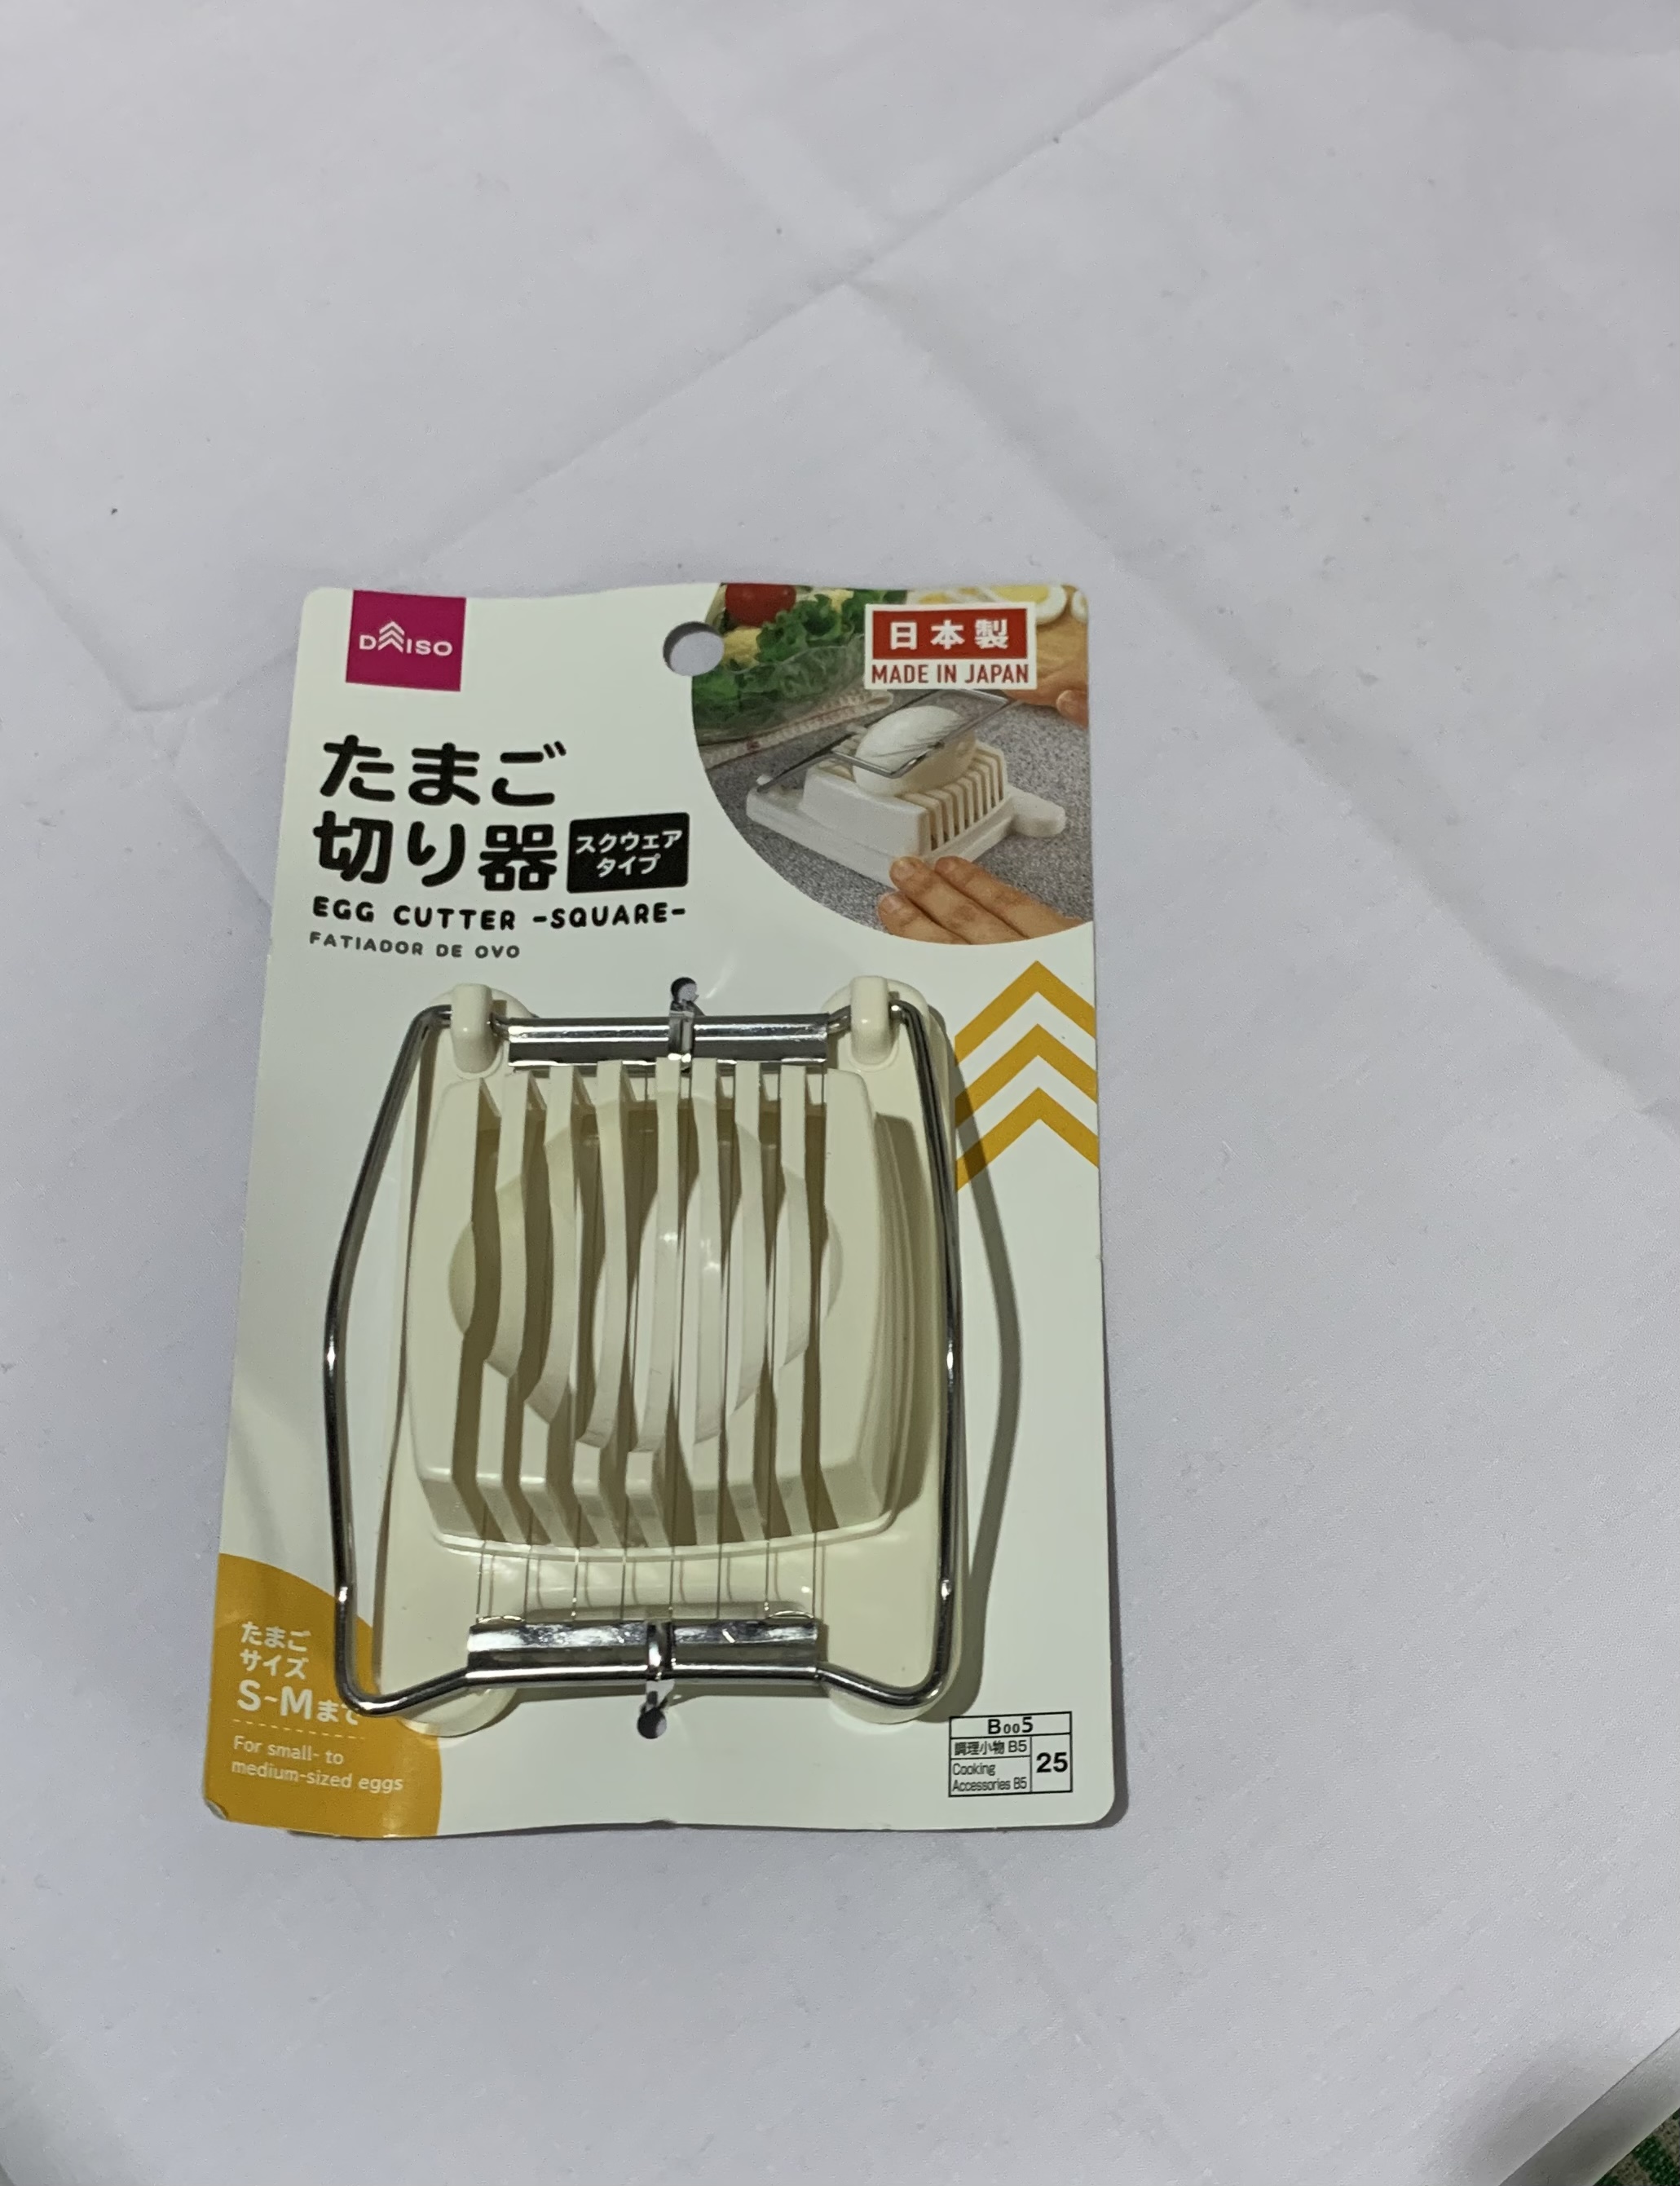 DAISO
日本製
MADE IN JAPAN
たまご
切り器
スクウェア
タイプ
EGG CUTTER -SQUARE-
FATIADOR DE OVO
たまご
サイズ
S~Mまで
For small- to
medium-sized eggs
B005
調理小物 B5
Cooking
Accessories B5
25